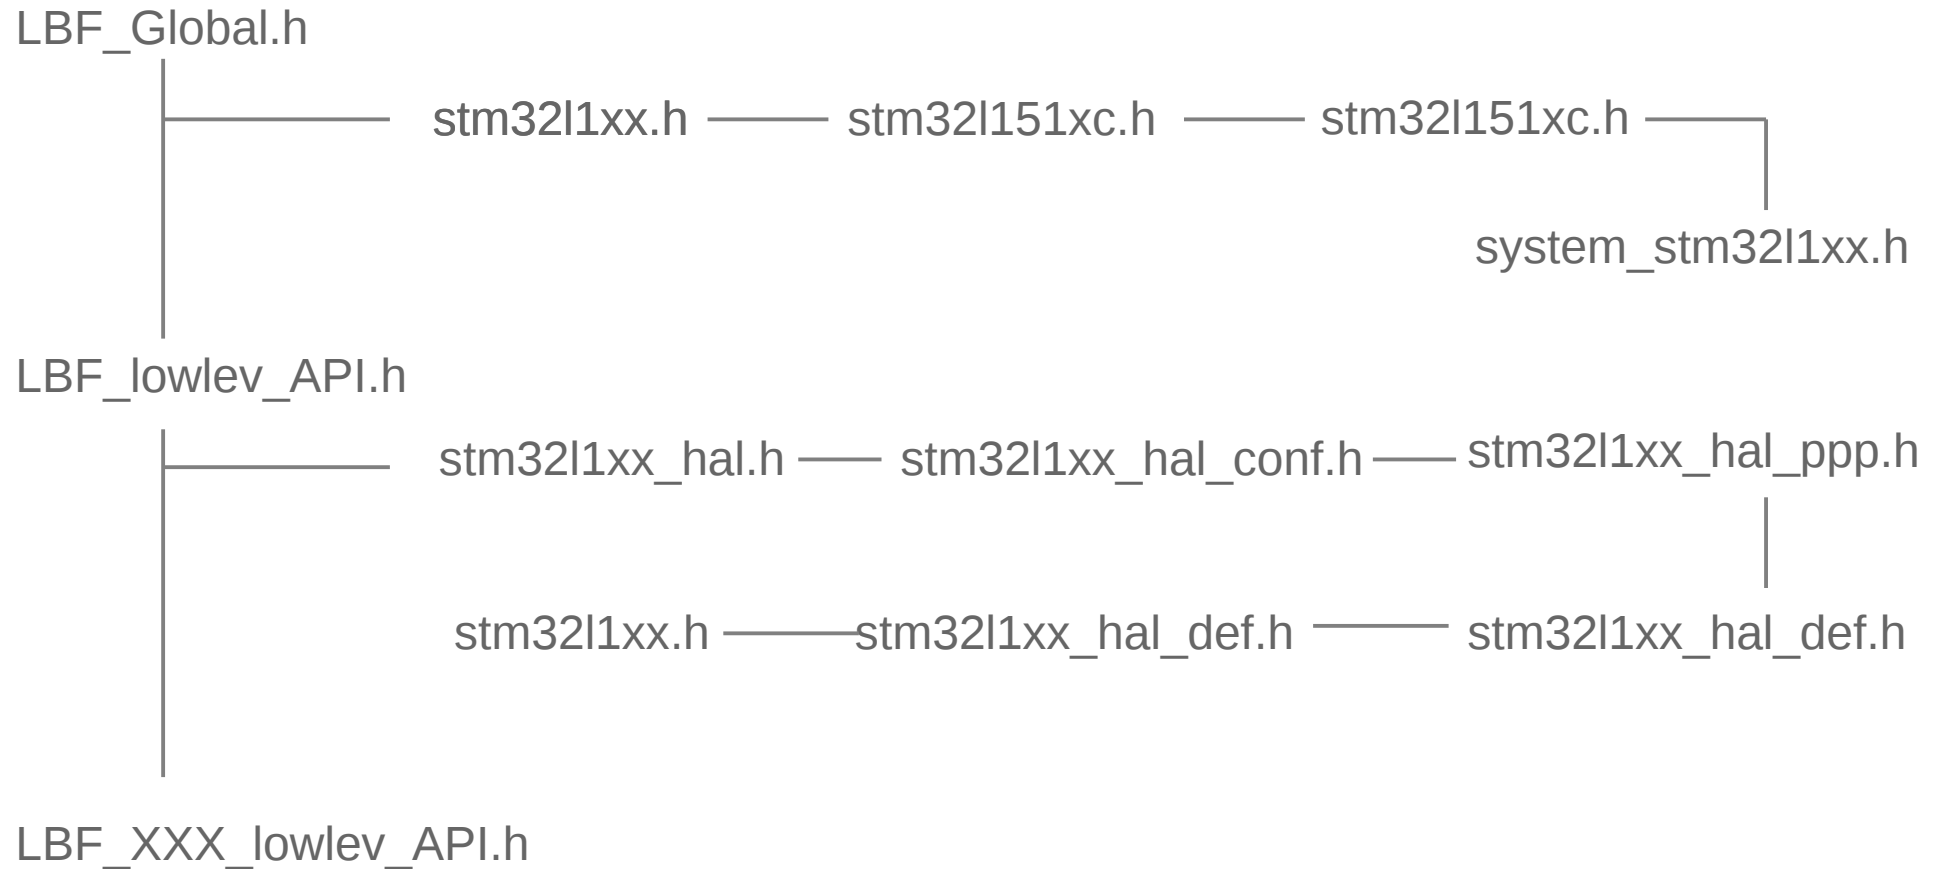 LBF_Global.h
stm32l1xx.h stm32l151xc.h stm32l151xc.h
system_stm32l1xx.h
LBF_lowlev_API.h
stm32l1xx_hal.h stm32l1xx_hal_conf.h stm32l1xx_hal_ppp.h
stm32l1xx.h stm32l1xx_hal_def.h stm32l1xx_hal_def.h
LBF_XXX_lowlev_API.h